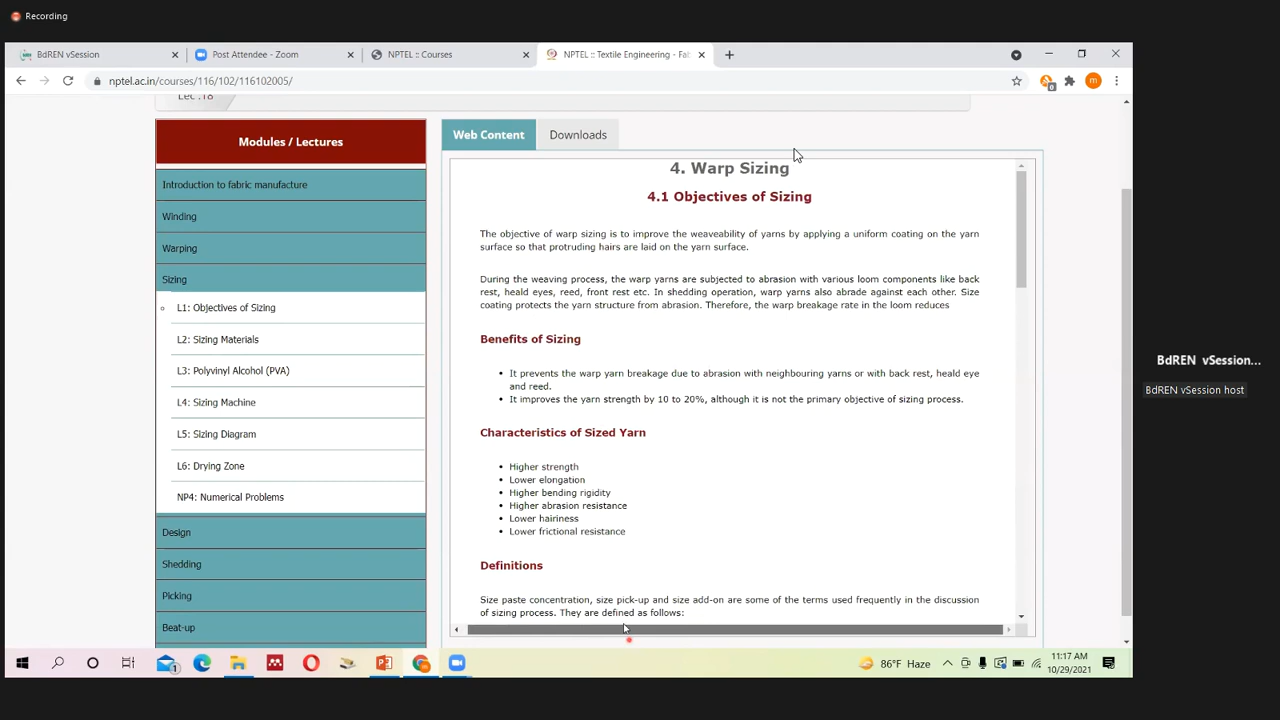 Recording
BdREN vSession
Post Attendee - Zoom
NPTEL :: Courses
NPTEL :: Textile Engineering - Fa
nptel.ac.in/courses/116/102/116102005/
m
Lec :18
Modules / Lectures
Introduction to fabric manufacture
Winding
Warping
Sizing
L1: Objectives of Sizing
L2: Sizing Materials
L3: Polyvinyl Alcohol (PVA)
L4: Sizing Machine
L5: Sizing Diagram
L6: Drying Zone
NP4: Numerical Problems
Design
Shedding
Picking
Beat-up
Web Content
Downloads
4. Warp Sizing
4.1 Objectives of Sizing
The objective of warp sizing is to improve the weaveability of yarns by applying a uniform coating on the yarn
surface so that protruding hairs are laid on the yarn surface.
During the weaving process, the warp yarns are subjected to abrasion with various loom components like back
rest, heald eyes, reed, front rest etc. In shedding operation, warp yarns also abrade against each other. Size
coating protects the yarn structure from abrasion. Therefore, the warp breakage rate in the loom reduces
Benefits of Sizing
• It prevents the warp yarn breakage due to abrasion with neighbouring yarns or with back rest, heald eye
and reed.
• It improves the yarn strength by 10 to 20%, although it is not the primary objective of sizing process.
Characteristics of Sized Yarn
• Higher strength
• Lower elongation
• Higher bending rigidity
• Higher abrasion resistance
• Lower hairiness
• Lower frictional resistance
Definitions
Size paste concentration, size pick-up and size add-on are some of the terms used frequently in the discussion
of sizing process. They are defined as follows:
BdREN vSession...
BdREN vSession host
1
86°F Haze
11:17 AM
10/29/2021